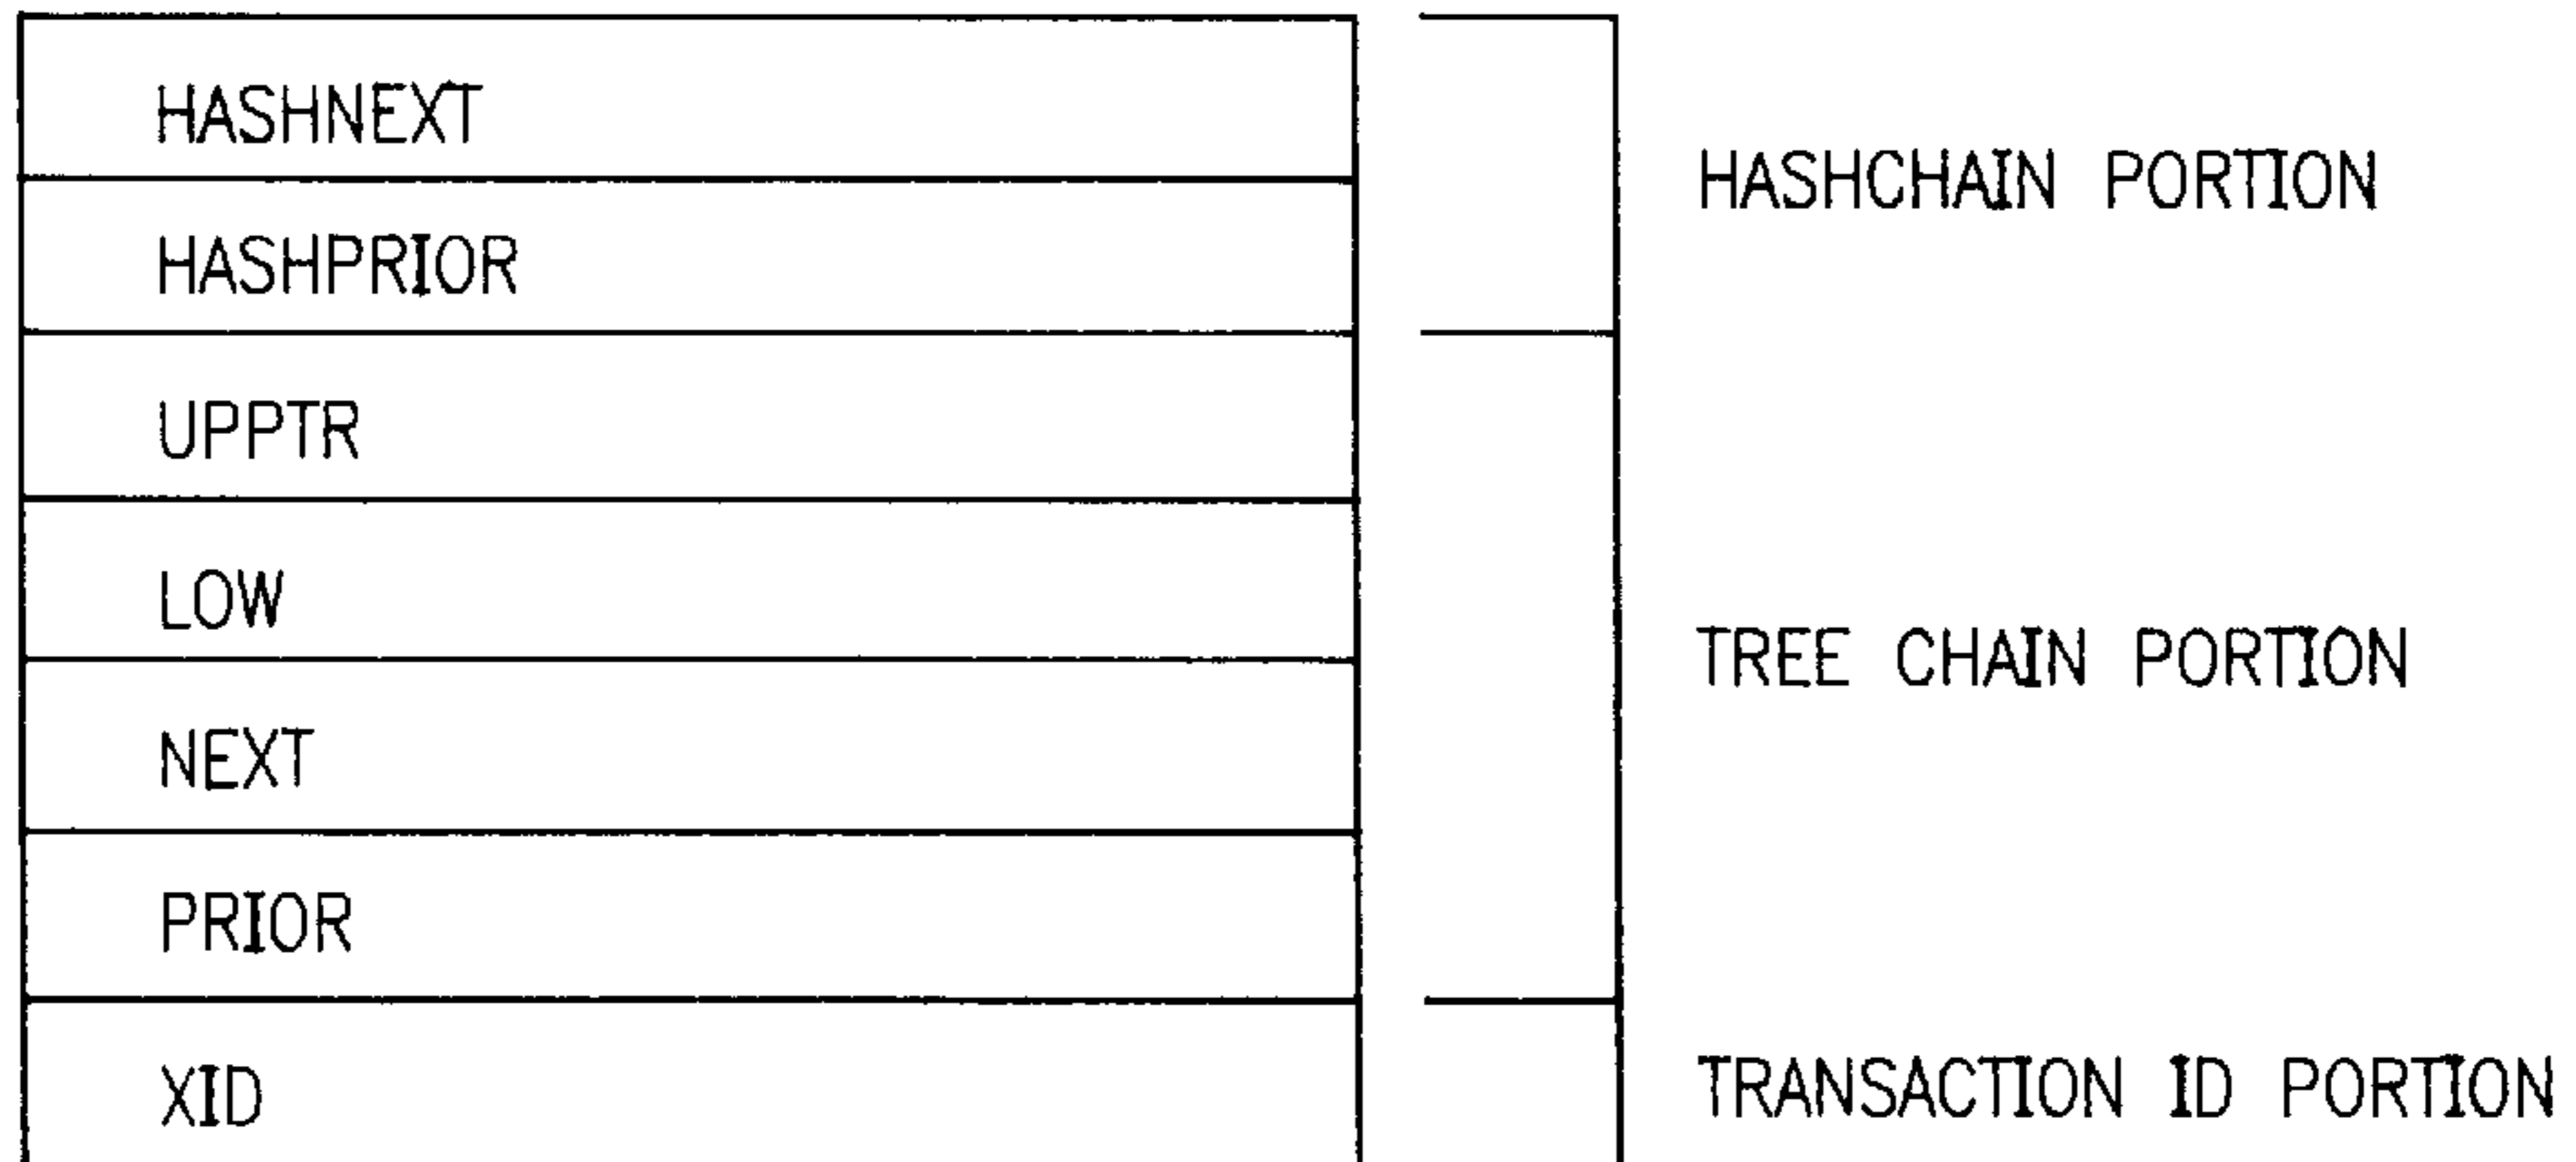 HASHNEXT
HASHPRIOR
HASHCHAIN PORTION
UPPTR
LOW
NEXT
PRIOR
TREE CHAIN PORTION
XID
TRANSACTION ID PORTION